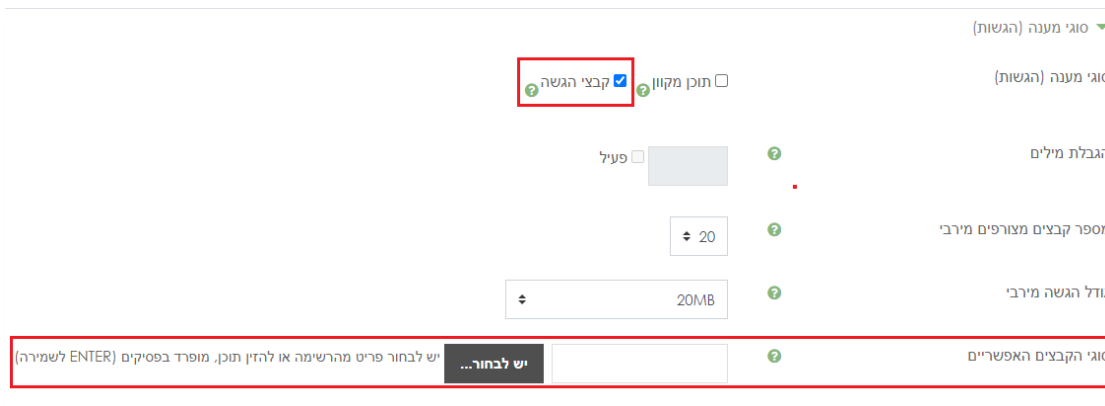 סוגי מענה (הגשות)
סוגי מענה (הגשות) תוכן מקוון קבצי הגשה
הגבלת מילים פעיל
מספר קבצים מצורפים מירבי 20
גודל הגשה מירבי 20MB
סוגי הקבצים האפשריים יש לבחור... יש לבחור פריט מהרשימה או להזין תוכן, מופרד בפסיקים (ENTER לשמירה)